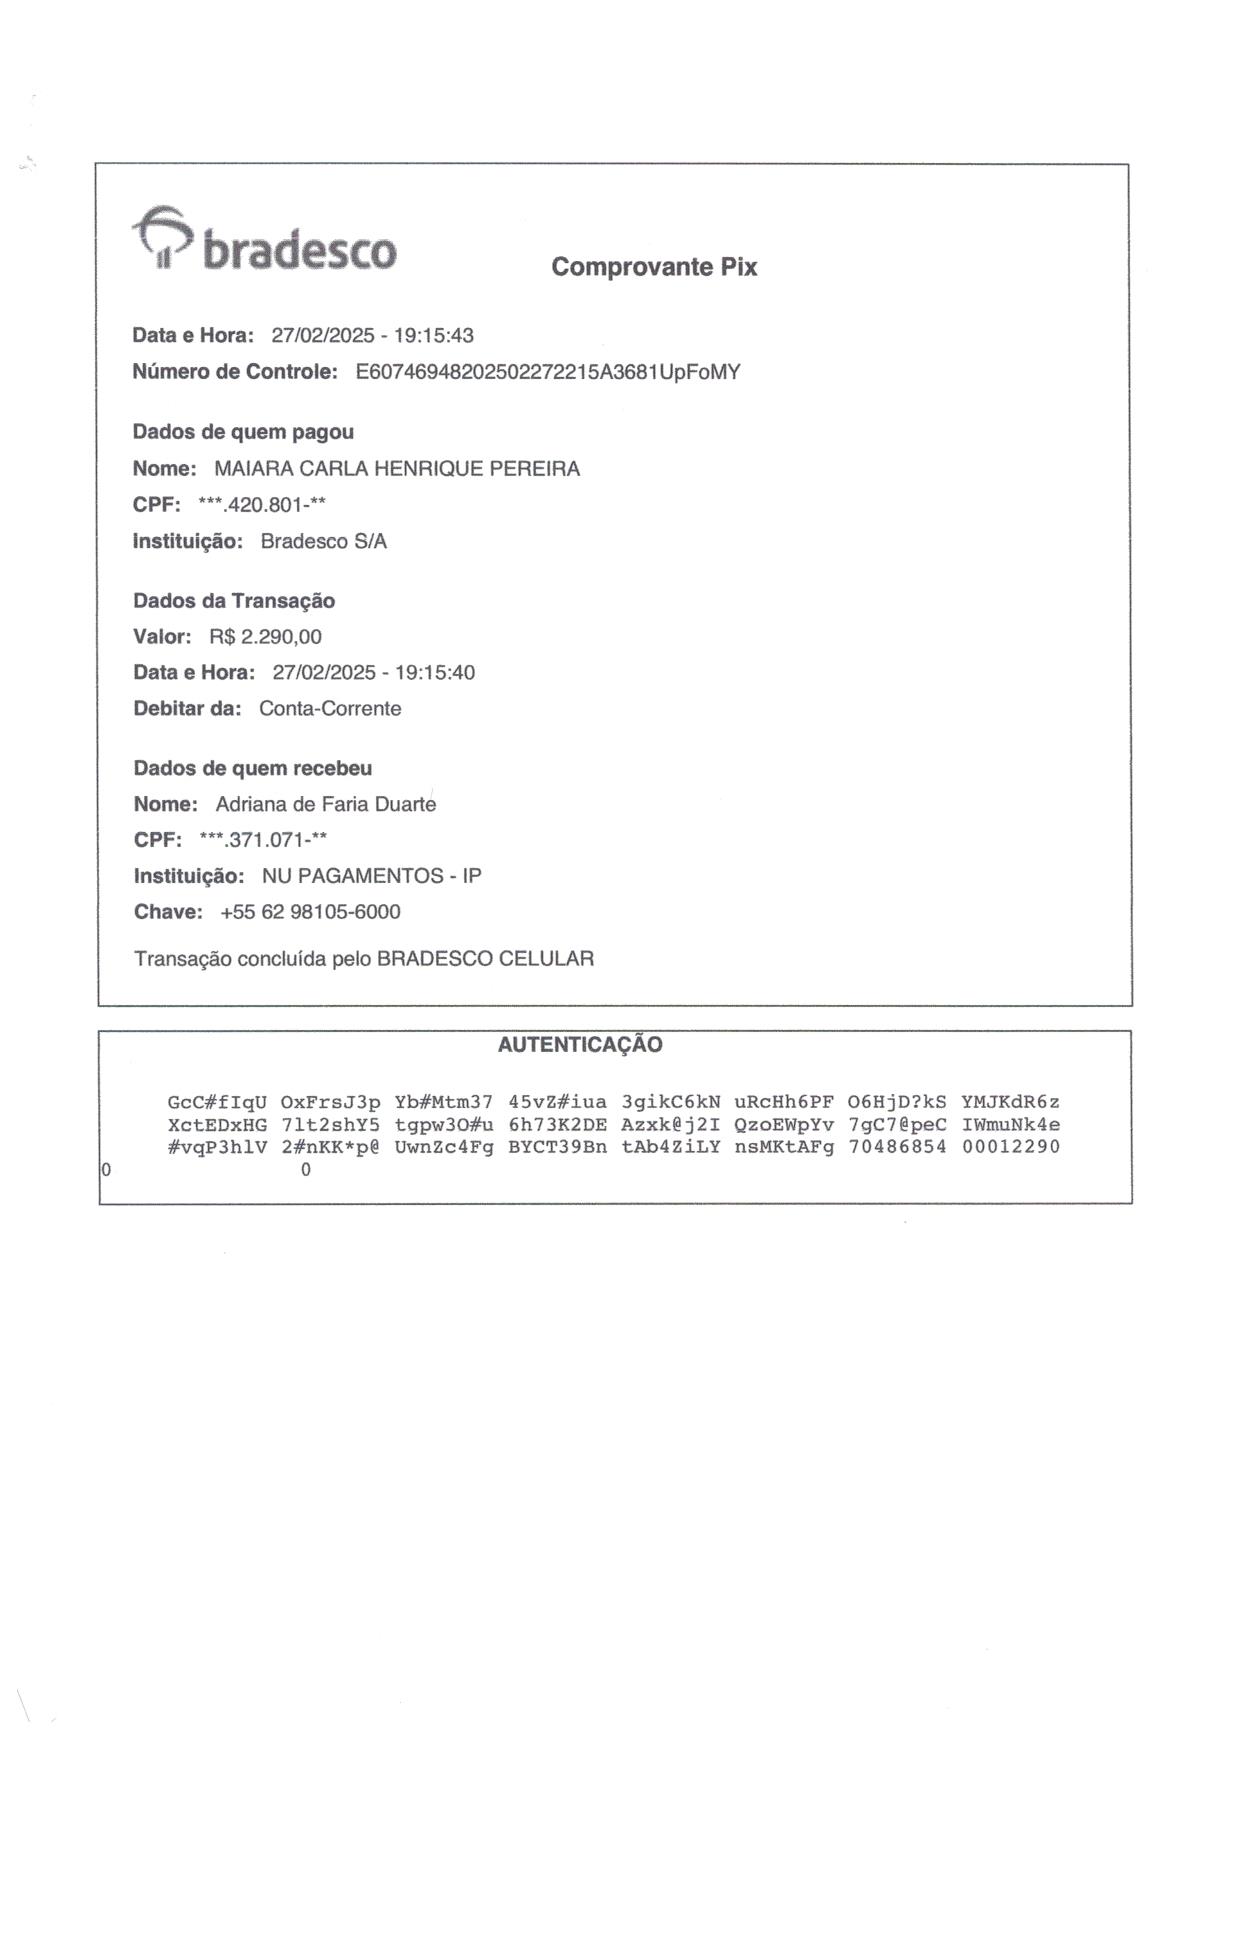 bradesco
Comprovante Pix
Data e Hora: 27/02/2025 - 19:15:43
Número de Controle: E60746948202502272215A3681UpFoMY
Dados de quem pagou
Nome: MAIARA CARLA HENRIQUE PEREIRA
CPF: ***.420.801-**
Instituição: Bradesco S/A
Dados da Transação
Valor: R$ 2.290,00
Data e Hora: 27/02/2025 - 19:15:40
Debitar da: Conta-Corrente
Dados de quem recebeu
Nome: Adriana de Faria Duarte
CPF: ***.371.071-**
Instituição: NU PAGAMENTOS - IP
Chave: +55 62 98105-6000
Transação concluída pelo BRADESCO CELULAR
AUTENTICAÇÃO
GcC#fIqU OxFrsJ3p Yb#Mtm37 45vZ#iua 3gikC6kN uRcHh6PF O6HjD?kS YMJKdR6z
XctEDxHG 7lt2shY5 tgpw3O#u 6h73K2DE Azxk@j2I QzoEWpYv 7gC7@peC IWmuNk4e
#vqP3hlV 2#nKK*p@ UwnZc4Fg BYCT39Bn tAb4ZiLY nsMKtAFg 70486854 00012290
0 0